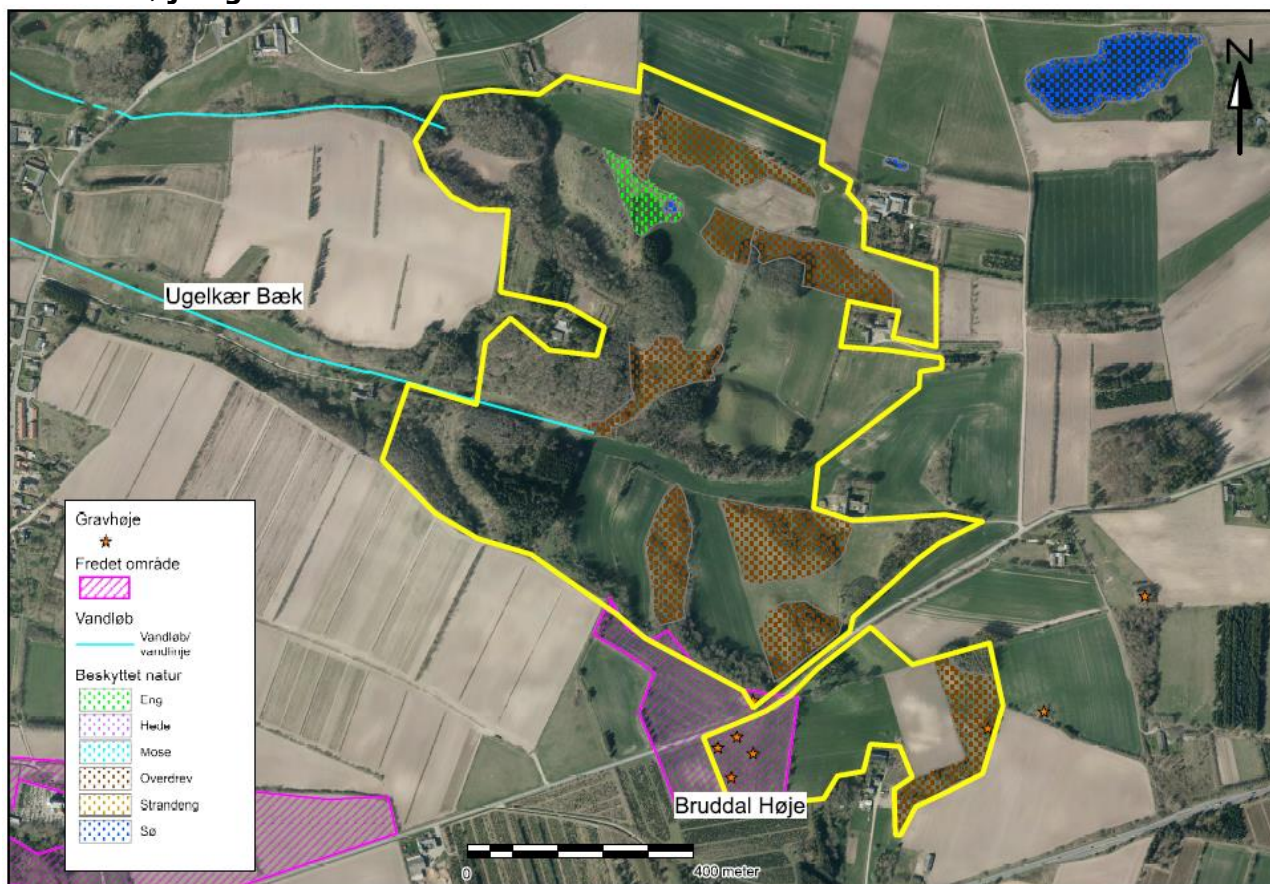 N
Ugelkær Bæk
Gravhøje
Fredet område
Vandløb
Vandløb/
vandlinje
Beskyttet natur
Eng
Hede
Mose
Overdrev
Strandeng
Sø
Bruddal Høje
0
400 meter